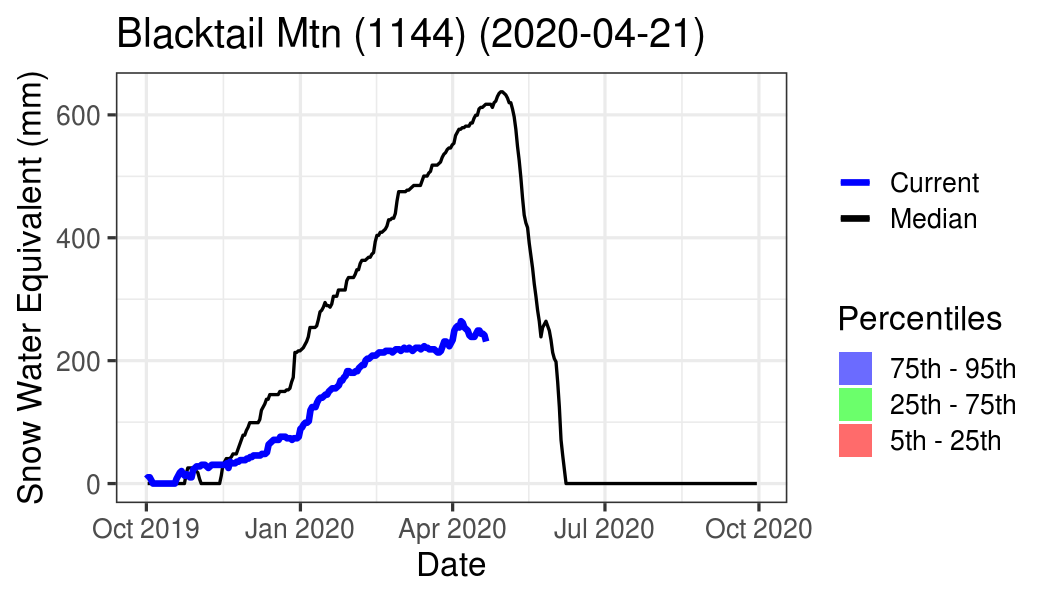 Blacktail Mtn (1144) (2020-04-21)
Snow Water Equivalent (mm)
600
400
200
0
Oct 2019
Jan 2020
Apr 2020
Jul 2020
Oct 2020
Date
Current
Median
Percentiles
75th - 95th
25th - 75th
5th - 25th